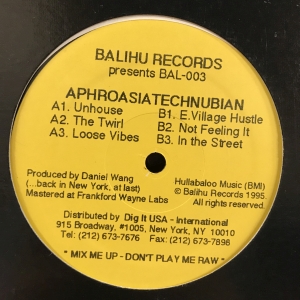 BALIHU RECORDS
presents BAL-003
APHROASIATECHNUBIAN
A1. Unhouse
A2. The Twirl
A3. Loose Vibes
B1. E.Village Hustle
B2. Not Feeling It
B3. In the Street
Produced by Daniel Wang
(...back in New York, at last)
Mastered at Frankford Wayne Labs
Hullabaloo Music (BMI)
© Balihu Records 1995.
All rights reserved.
Distributed by Dig It USA - International
915 Broadway, #1005, New York, NY 10010
Tel: (212) 673-7676 Fax: (212) 673-7898
" MIX ME UP - DON'T PLAY ME RAW "